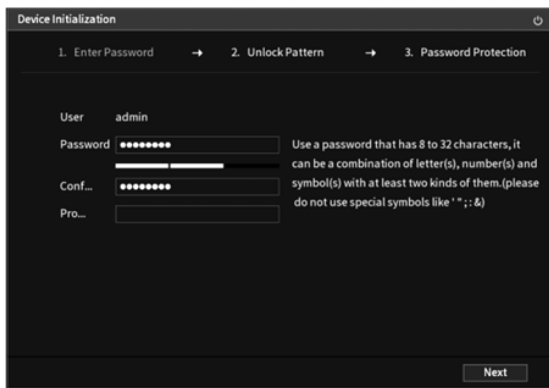 Device Initialization
1. Enter Password → 2. Unlock Pattern → 3. Password Protection
User admin
Password ●●●●●●●●
Use a password that has 8 to 32 characters, it
can be a combination of letter(s), number(s) and
Conf... ●●●●●●●●
symbol(s) with at least two kinds of them.(please
do not use special symbols like ' " ; : &)
Pro...
Next